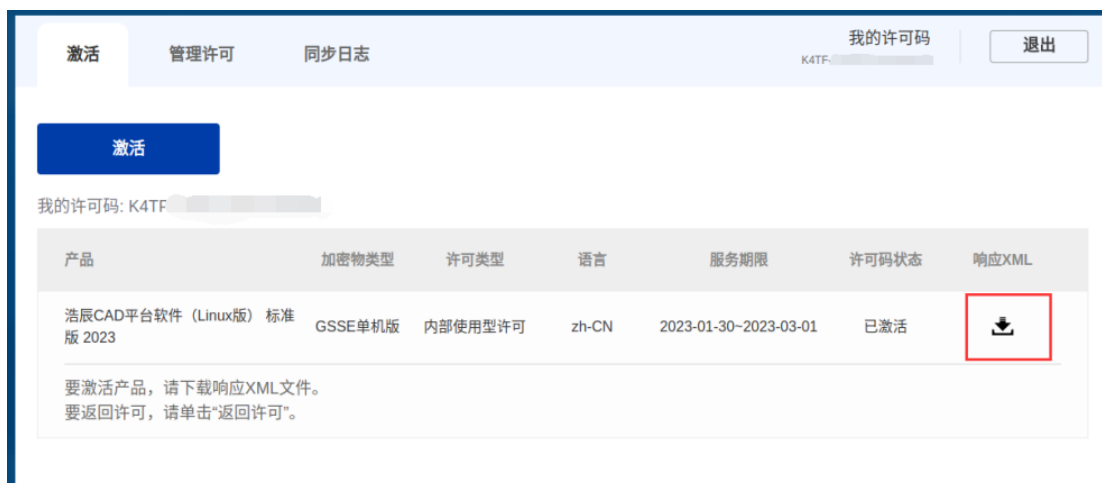 激活 管理许可 同步日志 我的许可码 退出
K4TF-
激活
我的许可码: K4TF
产品 加密物类型 许可类型 语言 服务期限 许可码状态 响应XML
浩辰CAD平台软件（Linux版） 标准
版 2023 GSSE单机版 内部使用型许可 zh-CN 2023-01-30~2023-03-01 已激活
要激活产品，请下载响应XML文件。
要返回许可，请单击“返回许可”。